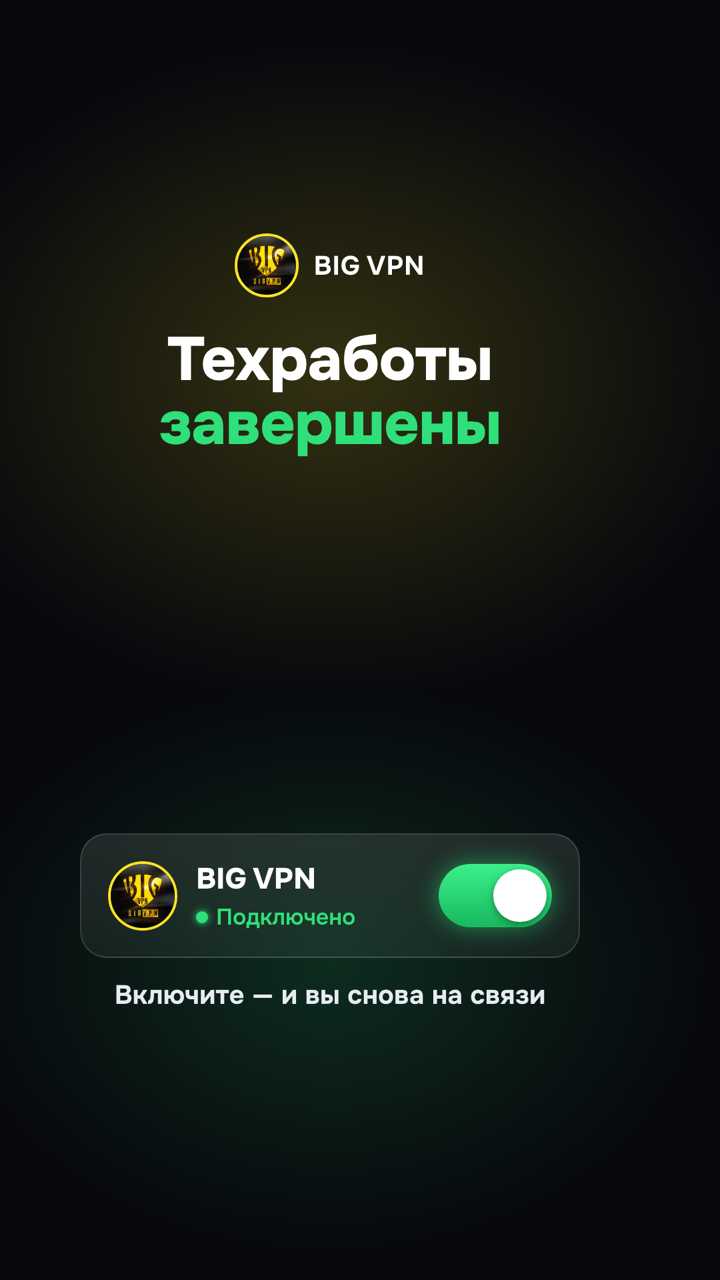 BIG VPN
Техработы
завершены
BIG VPN
Подключено
Включите — и вы снова на связи